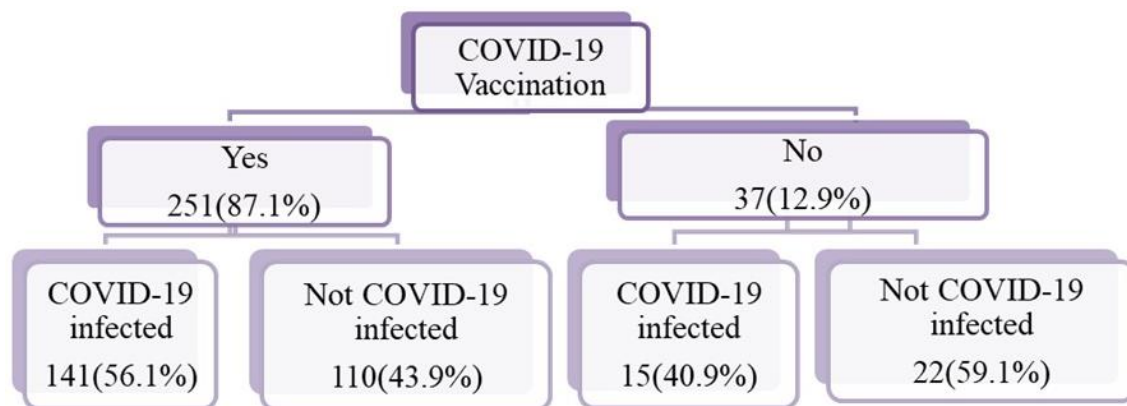 COVID-19
Vaccination
Yes
251(87.1%)
No
37(12.9%)
COVID-19
infected
141(56.1%)
Not COVID-19
infected
110(43.9%)
COVID-19
infected
15(40.9%)
Not COVID-19
infected
22(59.1%)